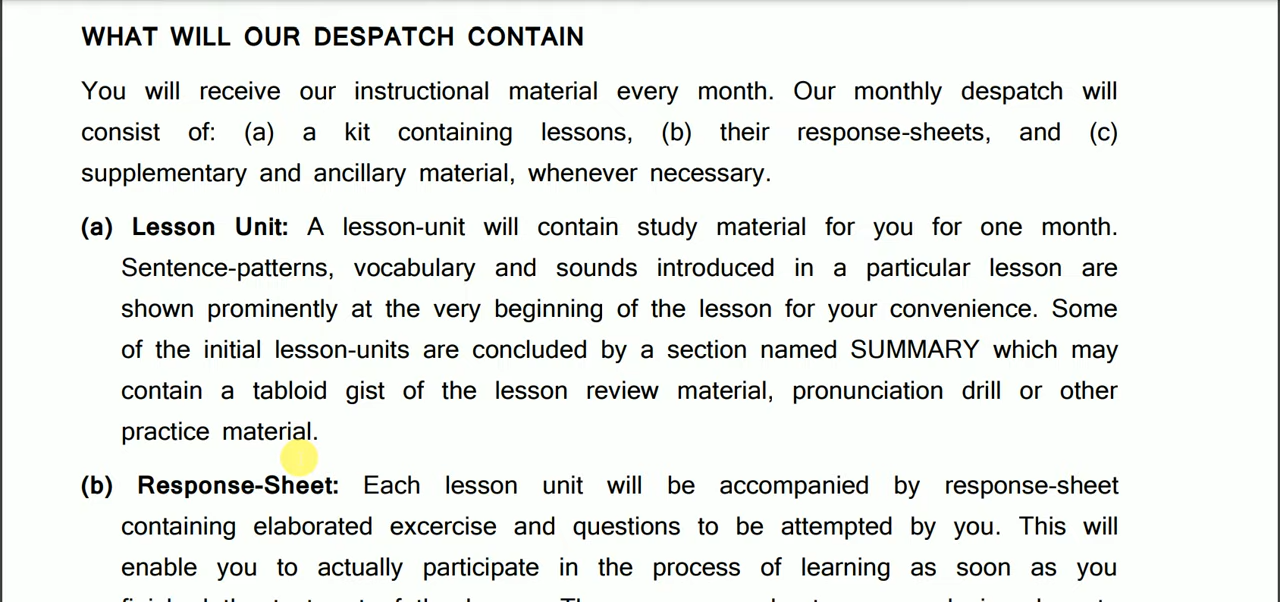 WHAT WILL OUR DESPATCH CONTAIN
You will receive our instructional material every month. Our monthly despatch will
consist of: (a) a kit containing lessons, (b) their response-sheets, and (c)
supplementary and ancillary material, whenever necessary.
(a) Lesson Unit: A lesson-unit will contain study material for you for one month.
Sentence-patterns, vocabulary and sounds introduced in a particular lesson are
shown prominently at the very beginning of the lesson for your convenience. Some
of the initial lesson-units are concluded by a section named SUMMARY which may
contain a tabloid gist of the lesson review material, pronunciation drill or other
practice material.
(b) Response-Sheet: Each lesson unit will be accompanied by response-sheet
containing elaborated excercise and questions to be attempted by you. This will
enable you to actually participate in the process of learning as soon as you